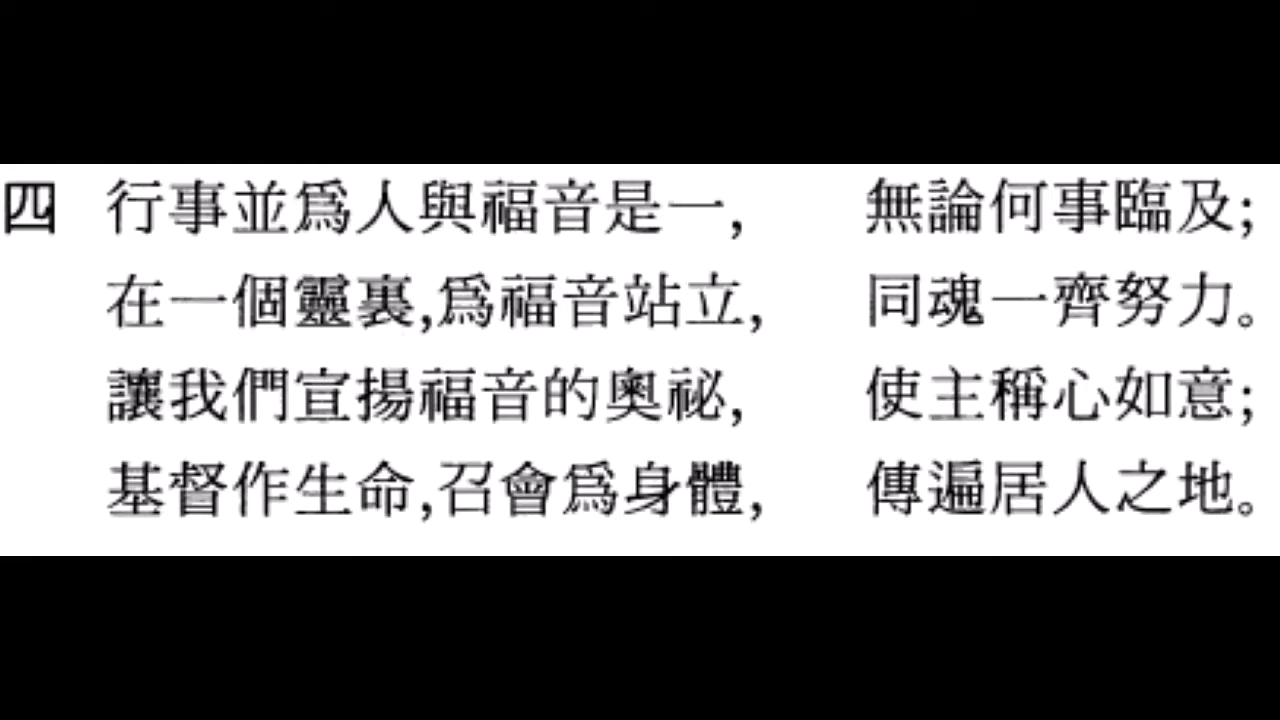 四 行事並爲人與福音是一, 無論何事臨及;
在一個靈裏,爲福音站立, 同魂一齊努力。
讓我們宣揚福音的奧祕, 使主稱心如意;
基督作生命,召會爲身體, 傳遍居人之地。